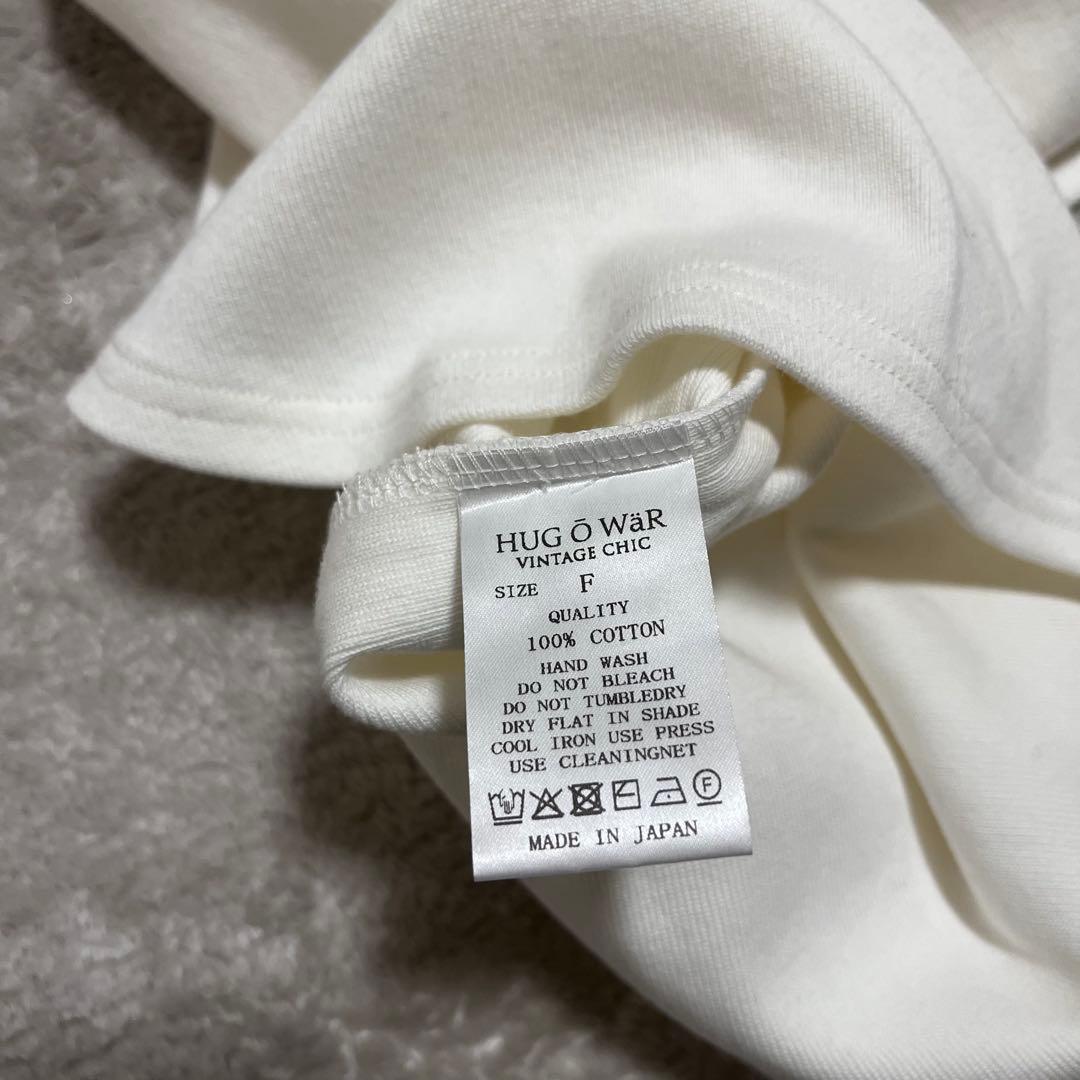 HUG Ō WäR
VINTAGE CHIC
SIZE F
QUALITY
100% COTTON
HAND WASH
DO NOT BLEACH
DO NOT TUMBLEDRY
DRY FLAT IN SHADE
COOL IRON USE PRESS
USE CLEANINGNET
F
MADE IN JAPAN